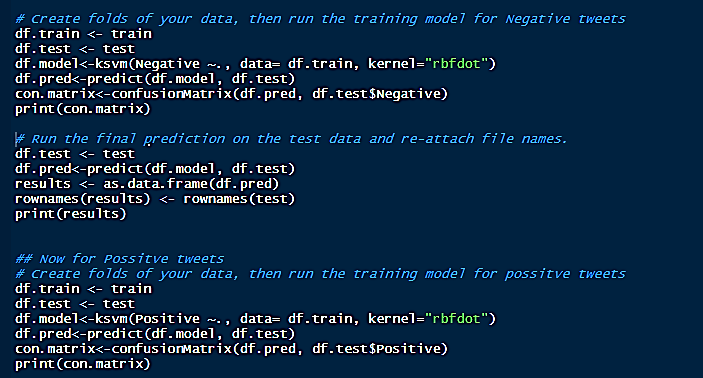 # Create folds of your data, then run the training model for Negative tweets
df.train <- train
df.test <- test
df.model<-ksvm(Negative ~., data= df.train, kernel="rbfdot")
df.pred<-predict(df.model, df.test)
con.matrix<-confusionMatrix(df.pred, df.test$Negative)
print(con.matrix)
# Run the final prediction on the test data and re-attach file names.
df.test <- test
df.pred<-predict(df.model, df.test)
results <- as.data.frame(df.pred)
rownames(results) <- rownames(test)
print(results)
## Now for Possitve tweets
# Create folds of your data, then run the training model for possitve tweets
df.train <- train
df.test <- test
df.model<-ksvm(Positive ~., data= df.train, kernel="rbfdot")
df.pred<-predict(df.model, df.test)
con.matrix<-confusionMatrix(df.pred, df.test$Positive)
print(con.matrix)